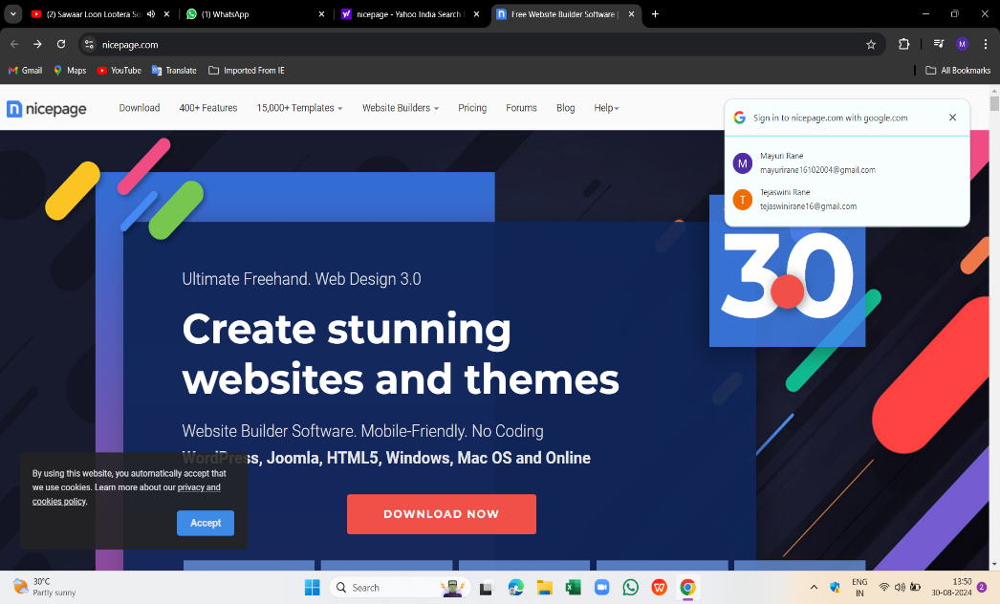 (2) Sawaar Loon Lootera So
(1) WhatsApp
nicepage - Yahoo India Search
Free Website Builder Software |
nicepage.com
M
Gmail
Maps
YouTube
Translate
Imported From IE
All Bookmarks
nicepage
Download
400+ Features
15,000+ Templates
Website Builders
Pricing
Forums
Blog
Help
Sign in to nicepage.com with google.com
M
Mayuri Rane
mayurirane16102004@gmail.com
T
Tejaswini Rane
tejaswinirane16@gmail.com
3.0
Ultimate Freehand. Web Design 3.0
Create stunning
websites and themes
Website Builder Software. Mobile-Friendly. No Coding
WordPress, Joomla, HTML5, Windows, Mac OS and Online
DOWNLOAD NOW
By using this website, you automatically accept that
we use cookies. Learn more about our privacy and
cookies policy.
Accept
30°C
Partly sunny
Search
ENG
IN
13:50
30-08-2024
2